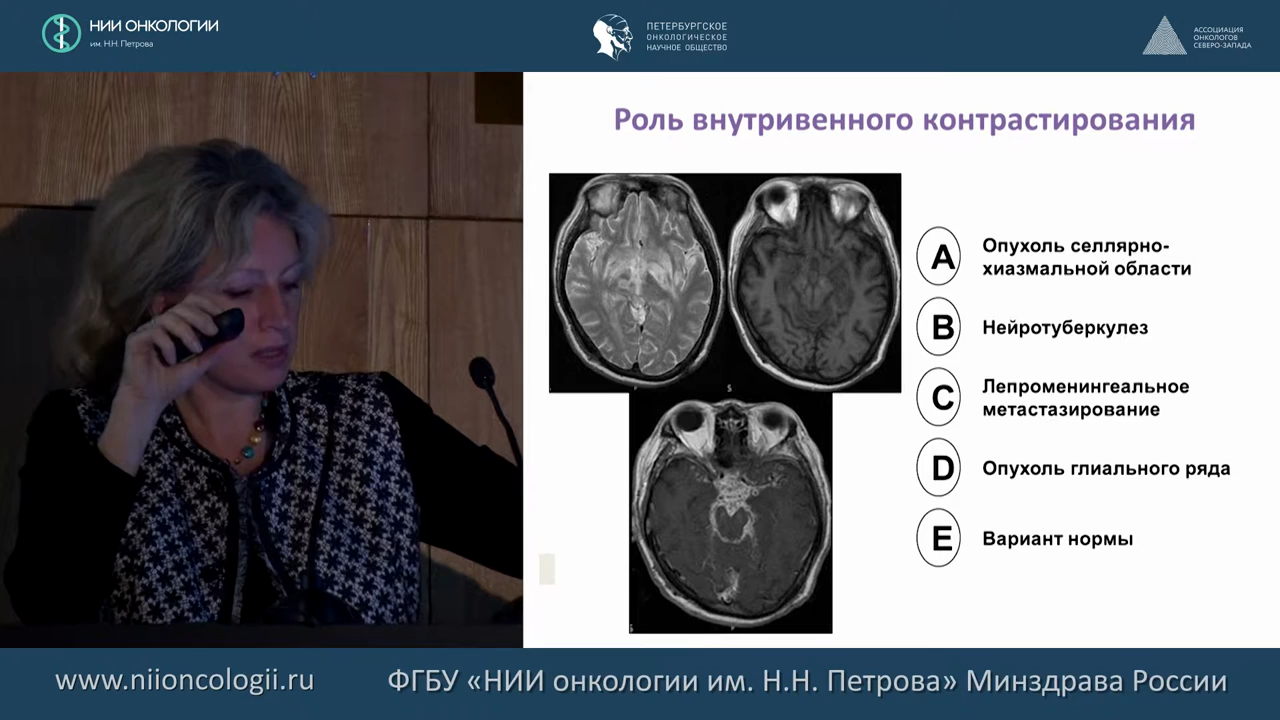 НИИ ОНКОЛОГИИ
им. Н.Н. Петрова
ПЕТЕРБУРГСКОЕ
ОНКОЛОГИЧЕСКОЕ
НАУЧНОЕ ОБЩЕСТВО
АССОЦИАЦИЯ
ОНКОЛОГОВ
СЕВЕРО-ЗАПАДА
Роль внутривенного контрастирования
A Опухоль селлярно-
хиазмальной области
B Нейротуберкулез
C Лепроменингеальное
метастазирование
D Опухоль глиального ряда
E Вариант нормы
www.niioncologii.ru
ФГБУ «НИИ онкологии им. Н.Н. Петрова» Минздрава России